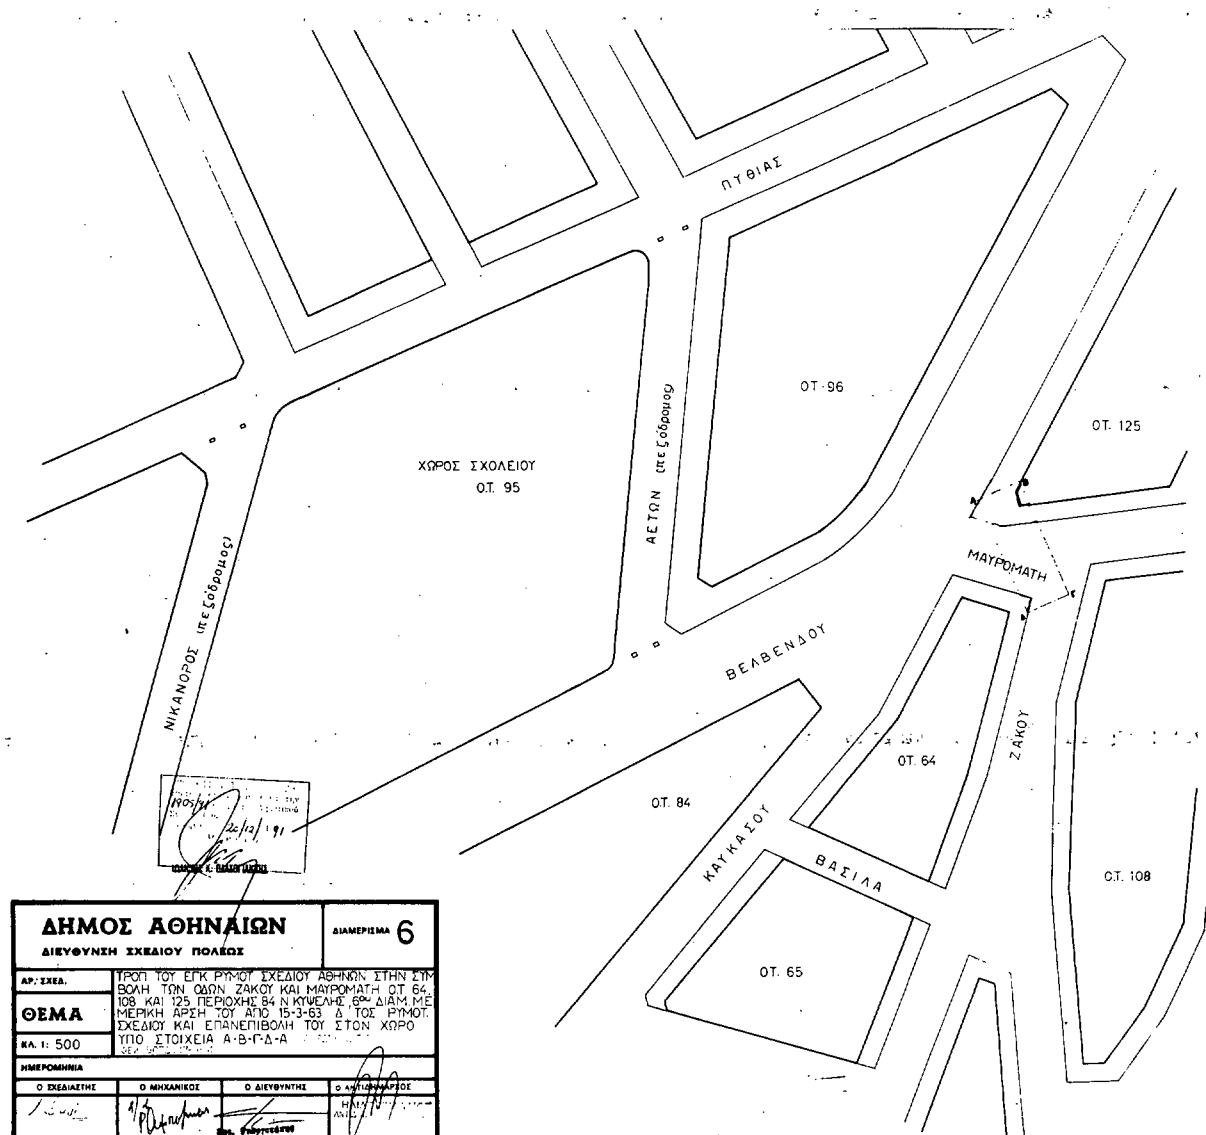 ΠΥΘΙΑΣ
ΟΤ·96
ΟΤ. 125
ΧΩΡΟΣ ΣΧΟΛΕΙΟΥ
Ο.Τ. 95
ΑΕΤΩΝ (πεζόδρομος)
ΝΙΚΑΝΟΡΟΣ (πεζόδρομος)
ΜΑΥΡΟΜΑΤΗ
Α
Β
Γ
Δ
ΒΕΛΒΕΝΔΟΥ
ΖΑΚΟΥ
ΟΤ. 64
Ο.Τ. 84
ΚΑΥΚΑΣΟΥ
ΒΑΣΙΛΑ
Ο.Τ. 108
ΟΤ. 65
1905/91
20/12/191
ΔΗΜΟΣ ΑΘΗΝΑΙΩΝ
ΔΙΕΥΘΥΝΣΗ ΣΧΕΔΙΟΥ ΠΟΛΕΩΣ
ΔΙΑΜΕΡΙΣΜΑ 6
ΑΡ. ΣΧΕΔ.
ΘΕΜΑ
ΚΛ. 1: 500
ΤΡΟΠ ΤΟΥ ΕΓΚ ΡΥΜΟΤ ΣΧΕΔΙΟΥ ΑΘΗΝΩΝ ΣΤΗΝ ΣΥΜ
ΒΟΛΗ ΤΩΝ ΟΔΩΝ ΖΑΚΟΥ ΚΑΙ ΜΑΥΡΟΜΑΤΗ Ο.Τ 64,
108 ΚΑΙ 125 ΠΕΡΙΟΧΗΣ 84 Ν ΚΥΨΕΛΗΣ, 6ου ΔΙΑΜ. ΜΕ
ΜΕΡΙΚΗ ΑΡΣΗ ΤΟΥ ΑΠΟ 15-3-63 Δ ΤΟΣ ΡΥΜΟΤ.
ΣΧΕΔΙΟΥ ΚΑΙ ΕΠΑΝΕΠΙΒΟΛΗ ΤΟΥ ΣΤΟΝ ΧΩΡΟ
ΥΠΟ ΣΤΟΙΧΕΙΑ Α-Β-Γ-Δ-Α
ΗΜΕΡΟΜΗΝΙΑ
Ο ΣΧΕΔΙΑΣΤΗΣ
Ο ΜΗΧΑΝΙΚΟΣ
Ο ΔΙΕΥΘΥΝΤΗΣ
Ο ΑΝΤΙΔΗΜΑΡΧΟΣ